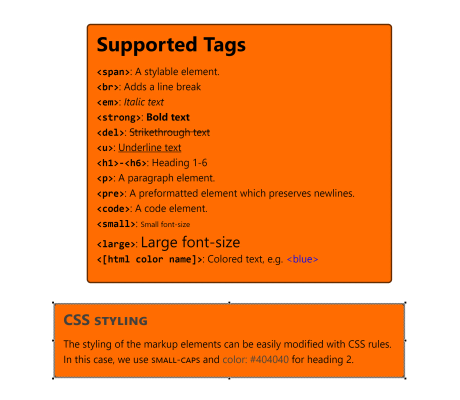 Supported Tags
<span>: A stylable element.
<br>: Adds a line break
<em>: Italic text
<strong>: Bold text
<del>: Strikethrough text
<u>: Underline text
<h1>-<h6>: Heading 1-6
<p>: A paragraph element.
<pre>: A preformatted element which preserves newlines.
<code>: A code element.
<small>: Small font-size
<large>: Large font-size
<[html color name]>: Colored text, e.g. <blue>
CSS STYLING
The styling of the markup elements can be easily modified with CSS rules.
In this case, we use SMALL-CAPS and color: #404040 for heading 2.